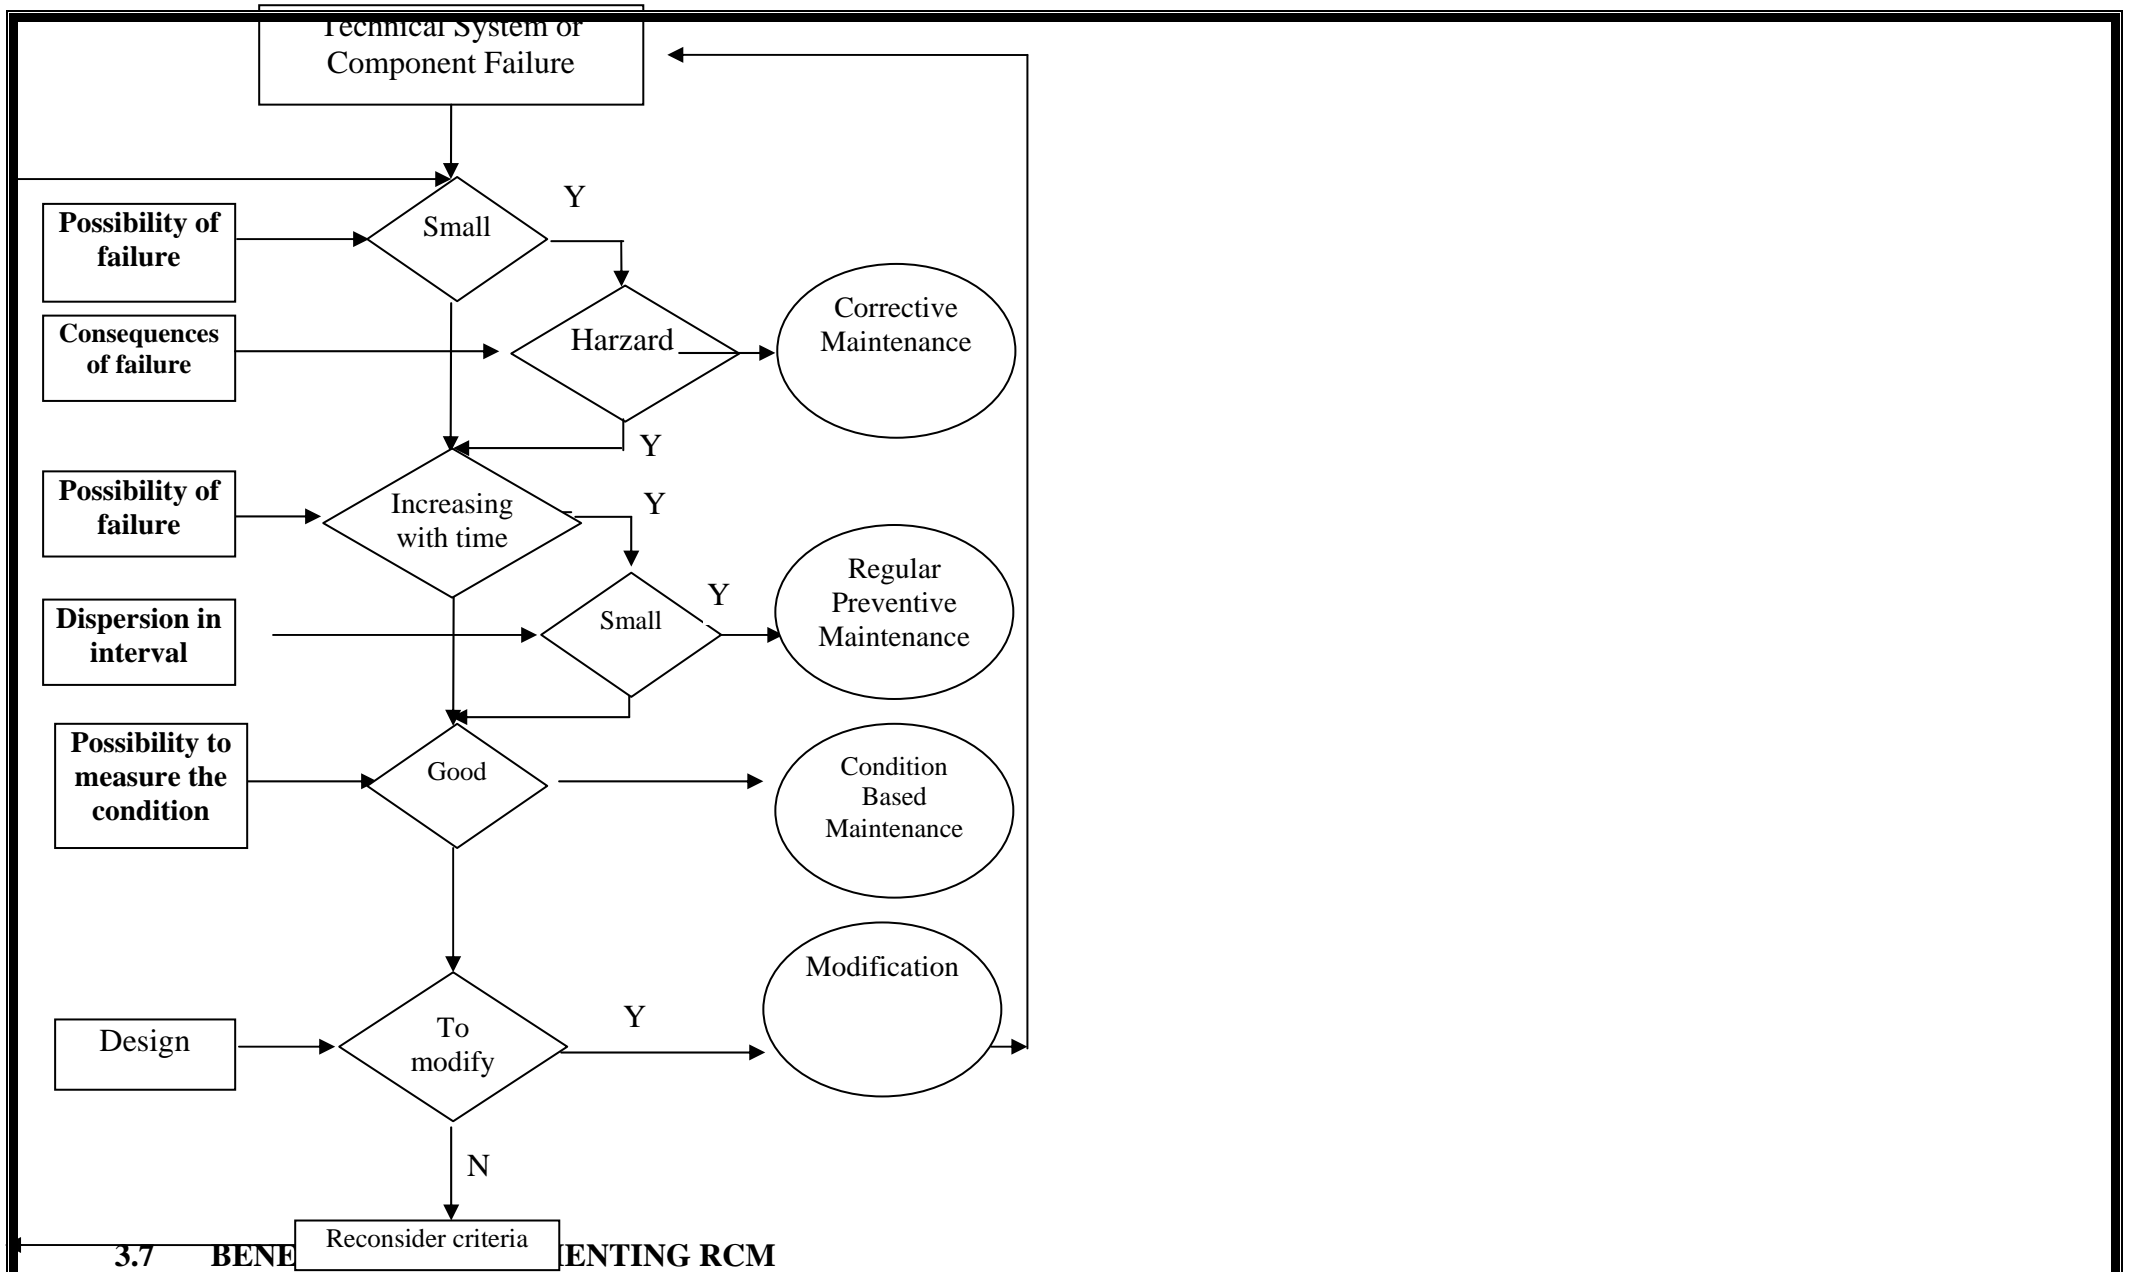 Technical System or
Component Failure
Y
Possibility of
failure
Small
Consequences
of failure
Harzard
Corrective
Maintenance
Y
Possibility of
failure
Increasing
with time
Y
Dispersion in
interval
Small
Y
Regular
Preventive
Maintenance
Possibility to
measure the
condition
Good
Condition
Based
Maintenance
Design
To
modify
Y
Modification
N
Reconsider criteria
3.7 BENE ENTING RCM